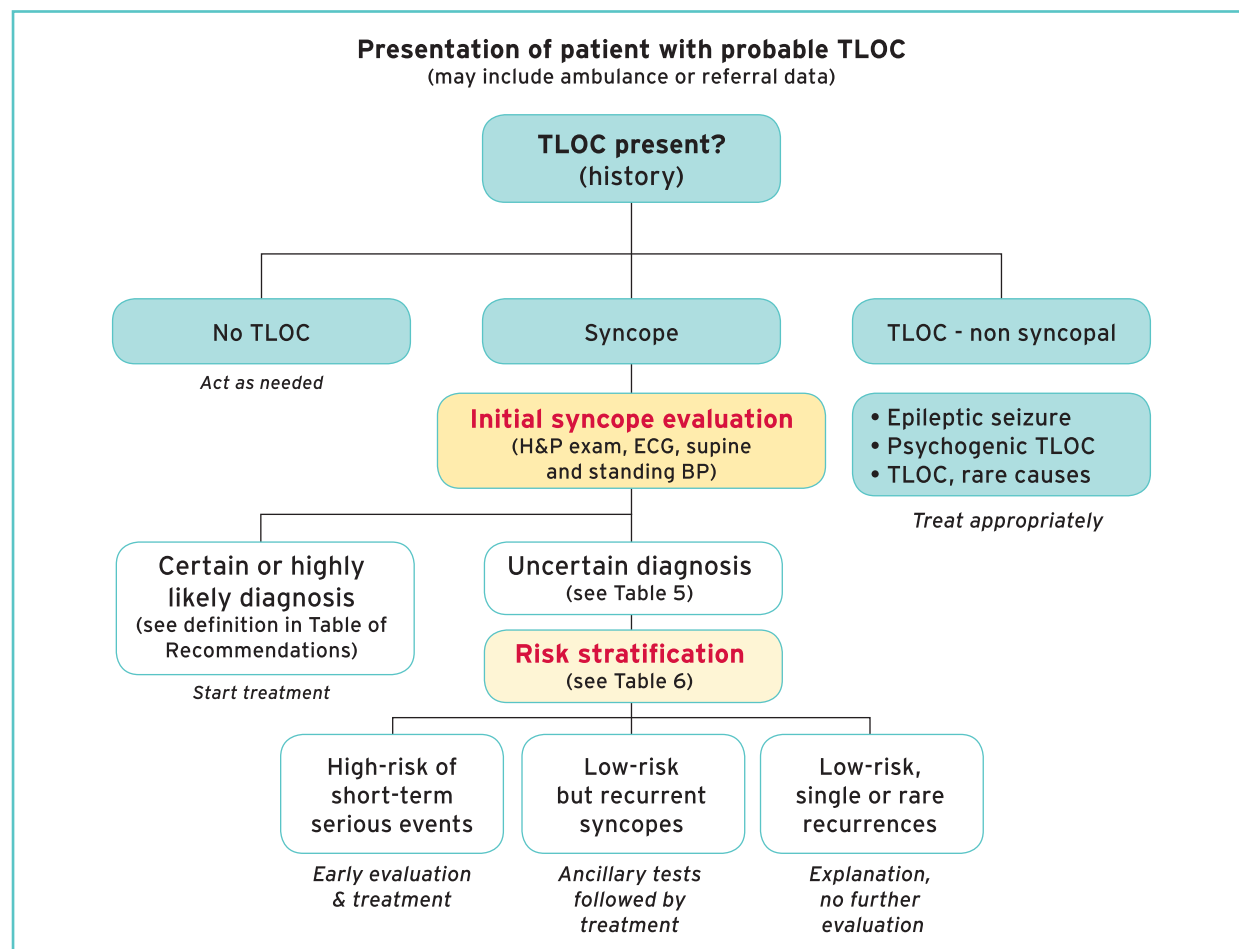 Presentation of patient with probable TLOC
(may include ambulance or referral data)
TLOC present?
(history)
No TLOC
Act as needed
Syncope
TLOC - non syncopal
Initial syncope evaluation
(H&P exam, ECG, supine
and standing BP)
• Epileptic seizure
• Psychogenic TLOC
• TLOC, rare causes
Treat appropriately
Certain or highly
likely diagnosis
(see definition in Table of
Recommendations)
Start treatment
Uncertain diagnosis
(see Table 5)
Risk stratification
(see Table 6)
High-risk of
short-term
serious events
Early evaluation
& treatment
Low-risk
but recurrent
syncopes
Ancillary tests
followed by
treatment
Low-risk,
single or rare
recurrences
Explanation,
no further
evaluation